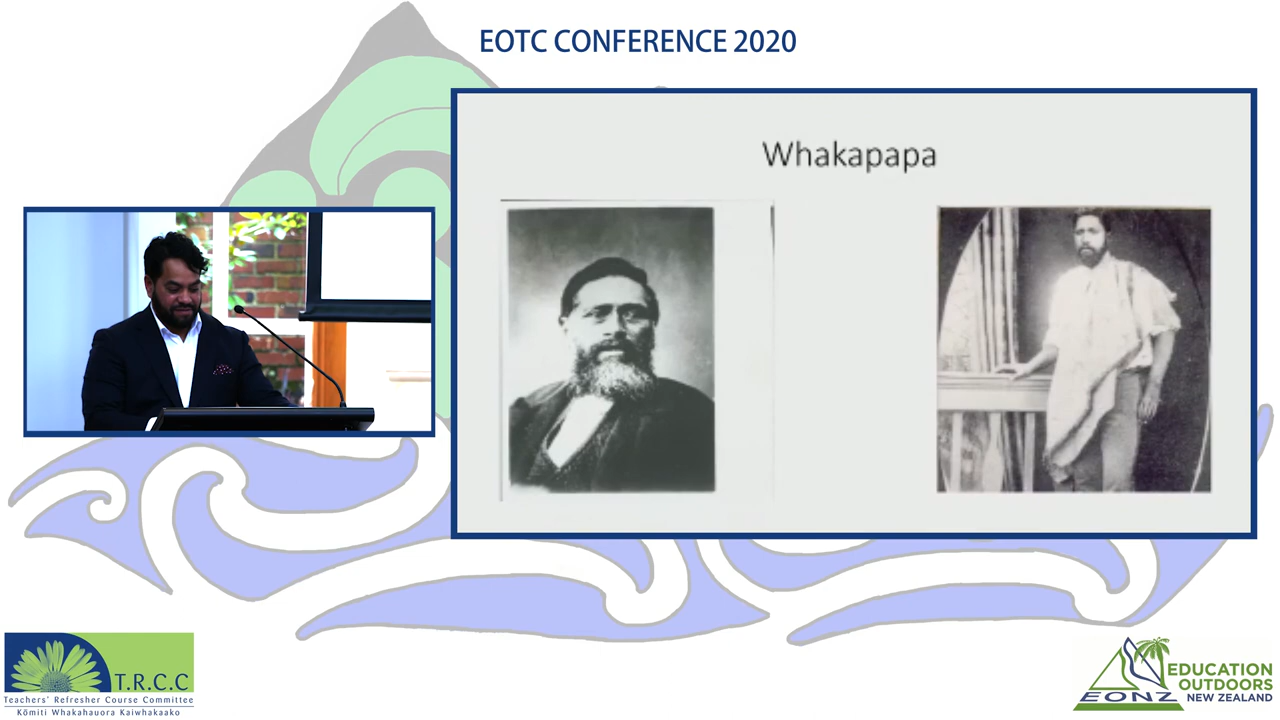 EOTC CONFERENCE 2020
Whakapapa
T.R.C.C
Teachers' Refresher Course Committee
Kōmiti Whakahauora Kaiwhakaako
EONZ
EDUCATION
OUTDOORS
NEW ZEALAND